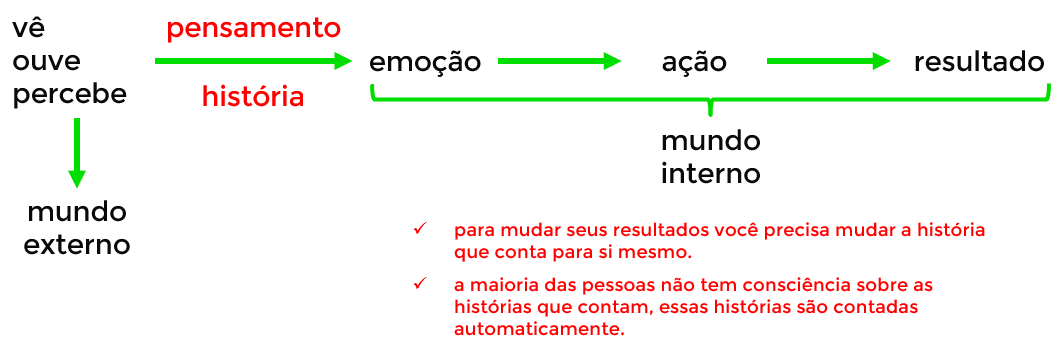 vê
ouve
percebe
pensamento
história
emoção
ação
resultado
mundo
externo
mundo
interno
✓ para mudar seus resultados você precisa mudar a história
que conta para si mesmo.
✓ a maioria das pessoas não tem consciência sobre as
histórias que contam, essas histórias são contadas
automaticamente.